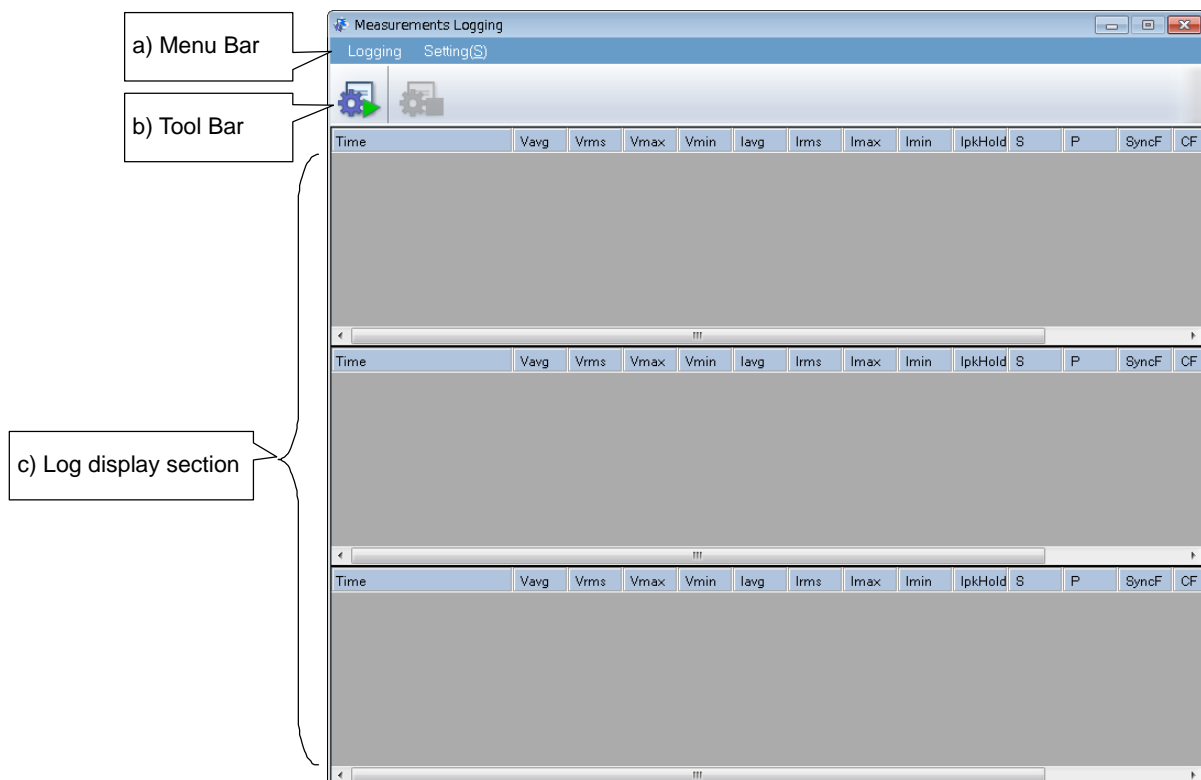 Measurements Logging
a) Menu Bar
Logging Setting(S)
b) Tool Bar
Time Vavg Vrms Vmax Vmin Iavg Irms Imax Imin IpkHold S P SyncF CF
Time Vavg Vrms Vmax Vmin Iavg Irms Imax Imin IpkHold S P SyncF CF
c) Log display section
Time Vavg Vrms Vmax Vmin Iavg Irms Imax Imin IpkHold S P SyncF CF